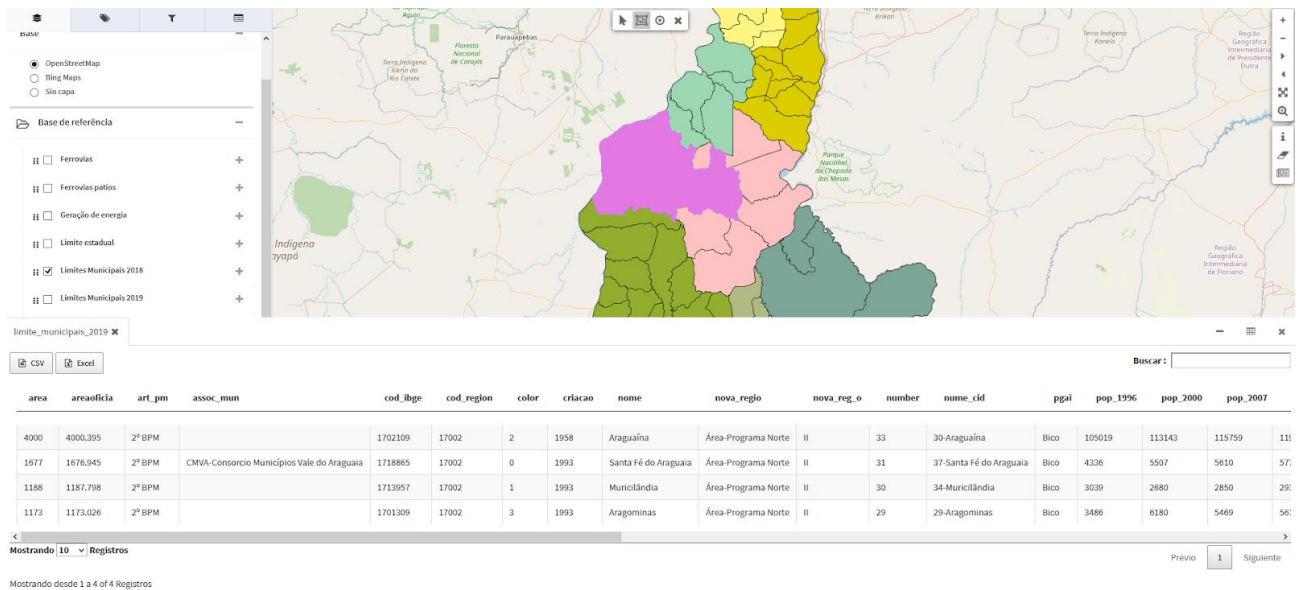 Base
OpenStreetMap
Bing Maps
Sin capa
Base de referência
Ferrovias
Ferrovias patios
Geração de energia
Limite estadual
Limites Municipais 2018
Limites Municipais 2019
Aguiri
Parauapebas
Floresta
Nacional
de Carajás
Terra Indígena
Xikrin do
Rio Catete
Indígena
Krikati
Terra Indígena
Kanela
Região
Geográfica
Intermediária
de Presidente
Dutra
Parque
Nacional
da Chapada
das Mesas
Indígena
ayapó
Região
Geográfica
Intermediária
de Floriano
limite_municipais_2019
CSV Excel Buscar :
area areaoficia art_pm assoc_mun cod_ibge cod_region color criacao nome nova_regio nova_reg_o number nume_cid pgai pop_1996 pop_2000 pop_2007
4000 4000.395 2º BPM 1702109 17002 2 1958 Araguaína Área-Programa Norte II 33 30-Araguaína Bico 105019 113143 115759 119
1677 1676.945 2º BPM CMVA-Consorcio Municípios Vale do Araguaia 1718865 17002 0 1993 Santa Fé do Araguaia Área-Programa Norte II 31 37-Santa Fé do Araguaia Bico 4336 5507 5610 577
1188 1187.798 2º BPM 1713957 17002 1 1993 Muricilândia Área-Programa Norte II 30 34-Muricilândia Bico 3039 2680 2850 293
1173 1173.026 2º BPM 1701309 17002 3 1993 Aragominas Área-Programa Norte II 29 29-Aragominas Bico 3486 6180 5469 561
Mostrando 10 Registros
Previo 1 Siguiente
Mostrando desde 1 a 4 of 4 Registros